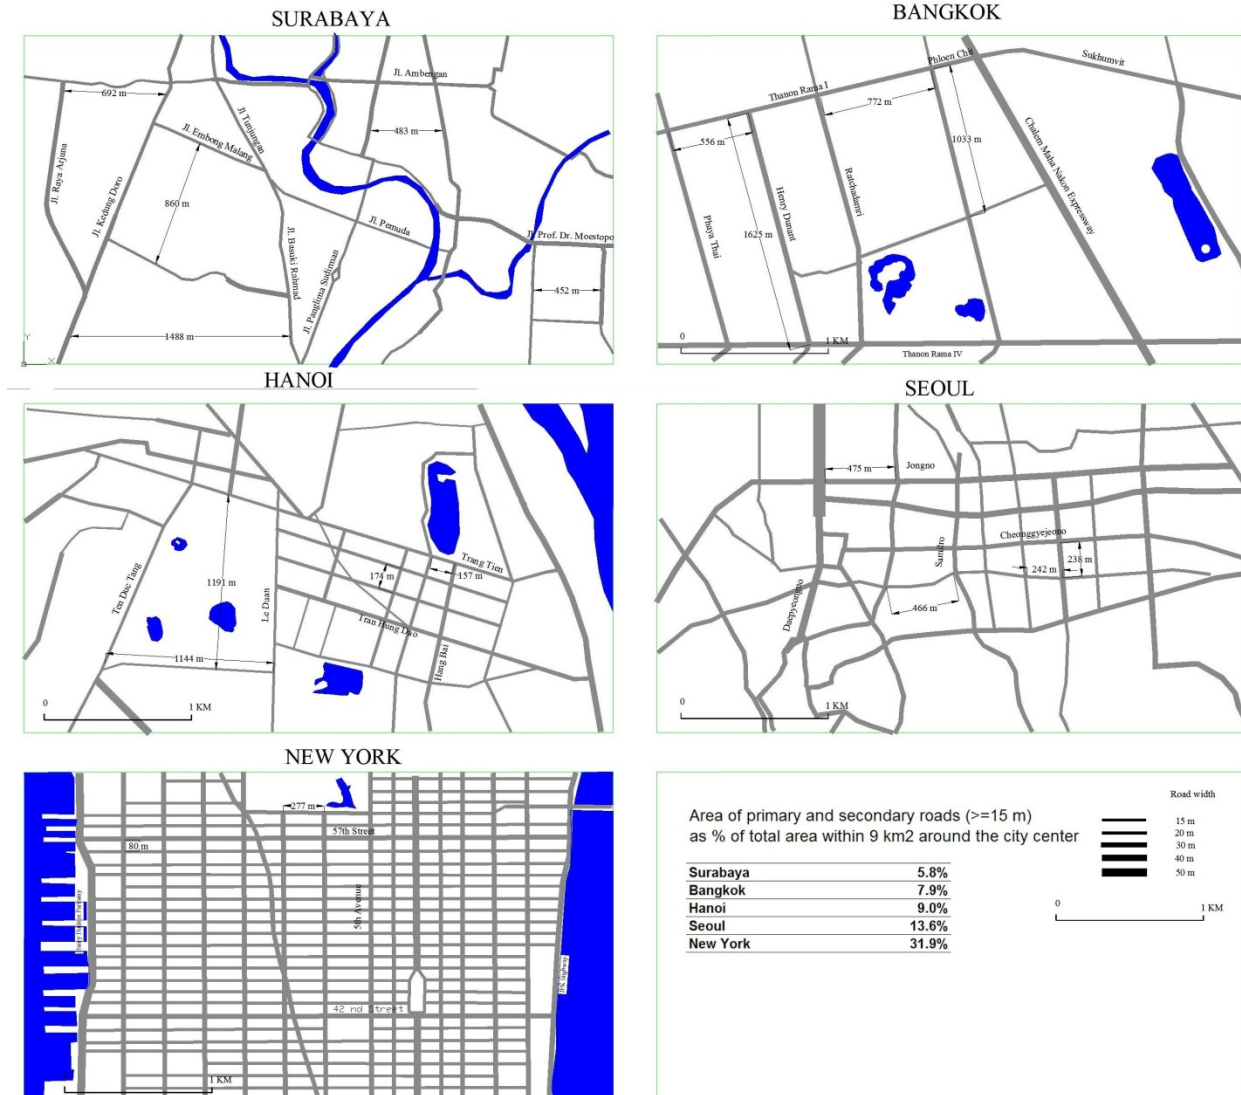 SURABAYA
Jl. Ambengan
692 m
483 m
Jl Tunjungan
Jl. Embong Malang
Jl. Raya Arjuna
Jl. Kedung Doro
860 m
Jl. Pemuda
Jl. Prof. Dr. Moestopo
Jl. Basuki Rahmad
Jl. Panglima Sudirman
452 m
1488 m
Y
X
BANGKOK
Phloen Chit
Sukhumvit
Thanon Rama I
772 m
556 m
1033 m
Chalem Maha Nakon Expressway
Ratchadamri
Henry Dunant
Phaya Thai
1625 m
0
1 KM
Thanon Rama IV
HANOI
Trang Tien
174 m
157 m
1191 m
Ten Duc Tang
Le Duan
Tran Hung Dao
Hang Bai
1144 m
0
1 KM
SEOUL
475 m
Jongno
Cheonggyejeono
Samilro
238 m
242 m
466 m
Daepyeongno
0
1 KM
NEW YORK
277 m
57th Street
80 m
5th Avenue
42 nd Street
1 KM
Area of primary and secondary roads (>=15 m)
as % of total area within 9 km2 around the city center
Surabaya 5.8%
Bangkok 7.9%
Hanoi 9.0%
Seoul 13.6%
New York 31.9%
Road width
15 m
20 m
30 m
40 m
50 m
0
1 KM